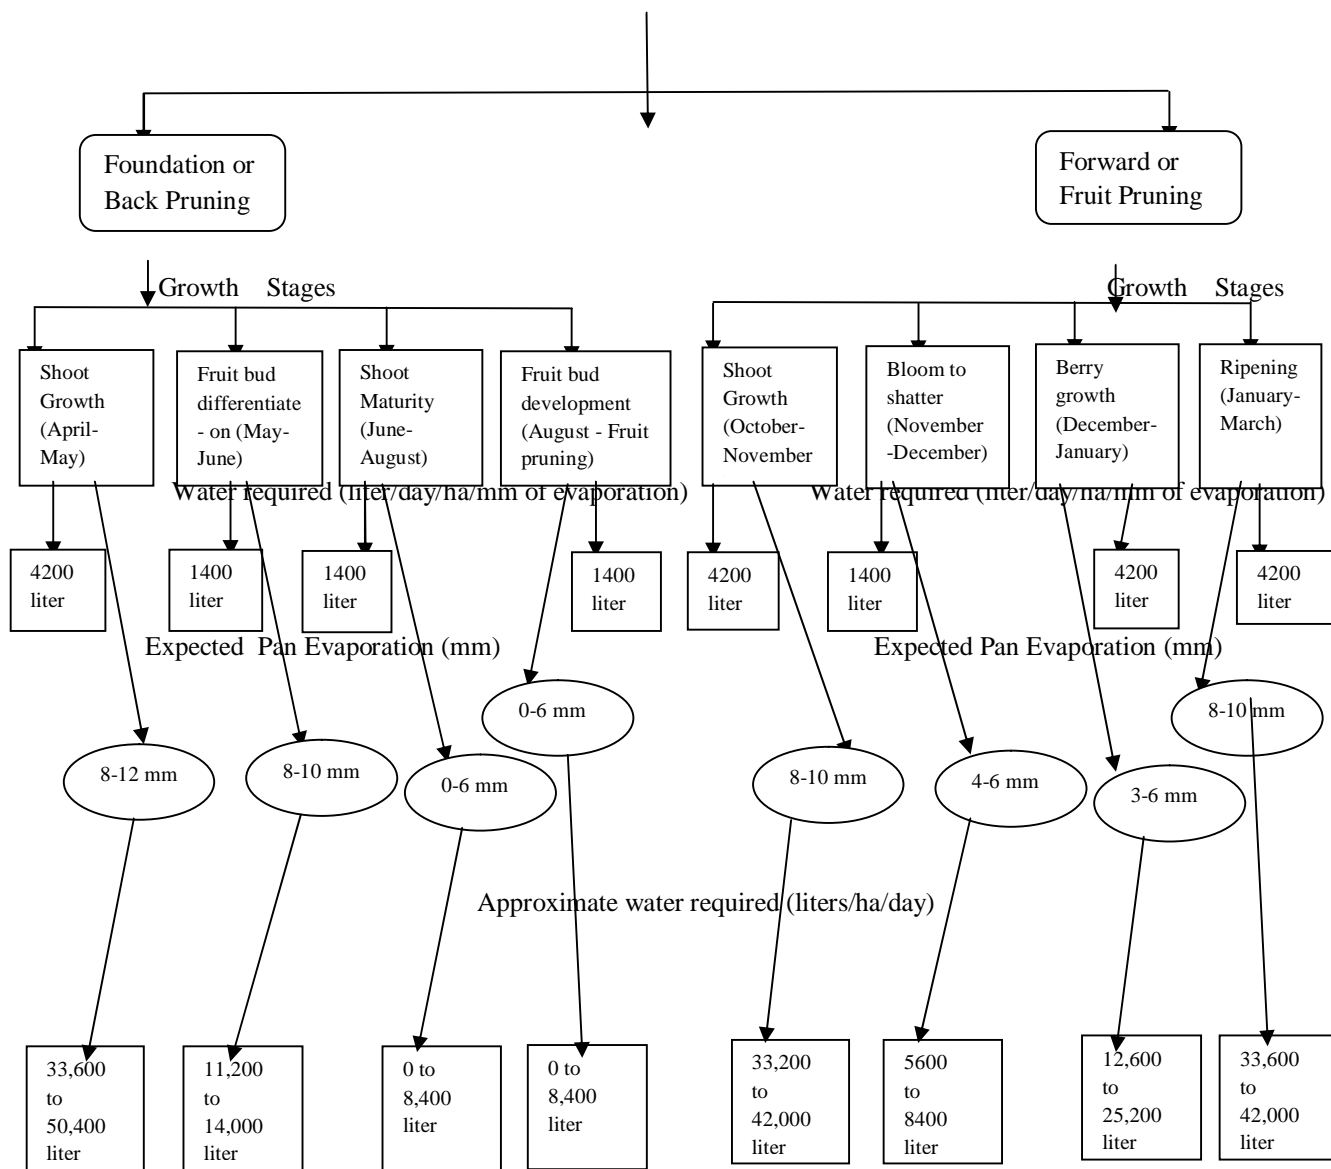 Foundation or
Back Pruning
Forward or
Fruit Pruning
Growth Stages
Growth Stages
Shoot
Growth
(April-
May)
Fruit bud
differentiate
- on (May-
June)
Shoot
Maturity
(June-
August)
Fruit bud
development
(August - Fruit
pruning)
Shoot
Growth
(October-
November
Bloom to
shatter
(November
-December)
Berry
growth
(December-
January)
Ripening
(January-
March)
Water required (liter/day/ha/mm of evaporation)
Water required (liter/day/ha/mm of evaporation)
4200
liter
1400
liter
1400
liter
1400
liter
4200
liter
1400
liter
4200
liter
4200
liter
Expected Pan Evaporation (mm)
Expected Pan Evaporation (mm)
8-12 mm
8-10 mm
0-6 mm
0-6 mm
8-10 mm
4-6 mm
3-6 mm
8-10 mm
Approximate water required (liters/ha/day)
33,600
to
50,400
liter
11,200
to
14,000
liter
0 to
8,400
liter
0 to
8,400
liter
33,200
to
42,000
liter
5600
to
8400
liter
12,600
to
25,200
liter
33,600
to
42,000
liter